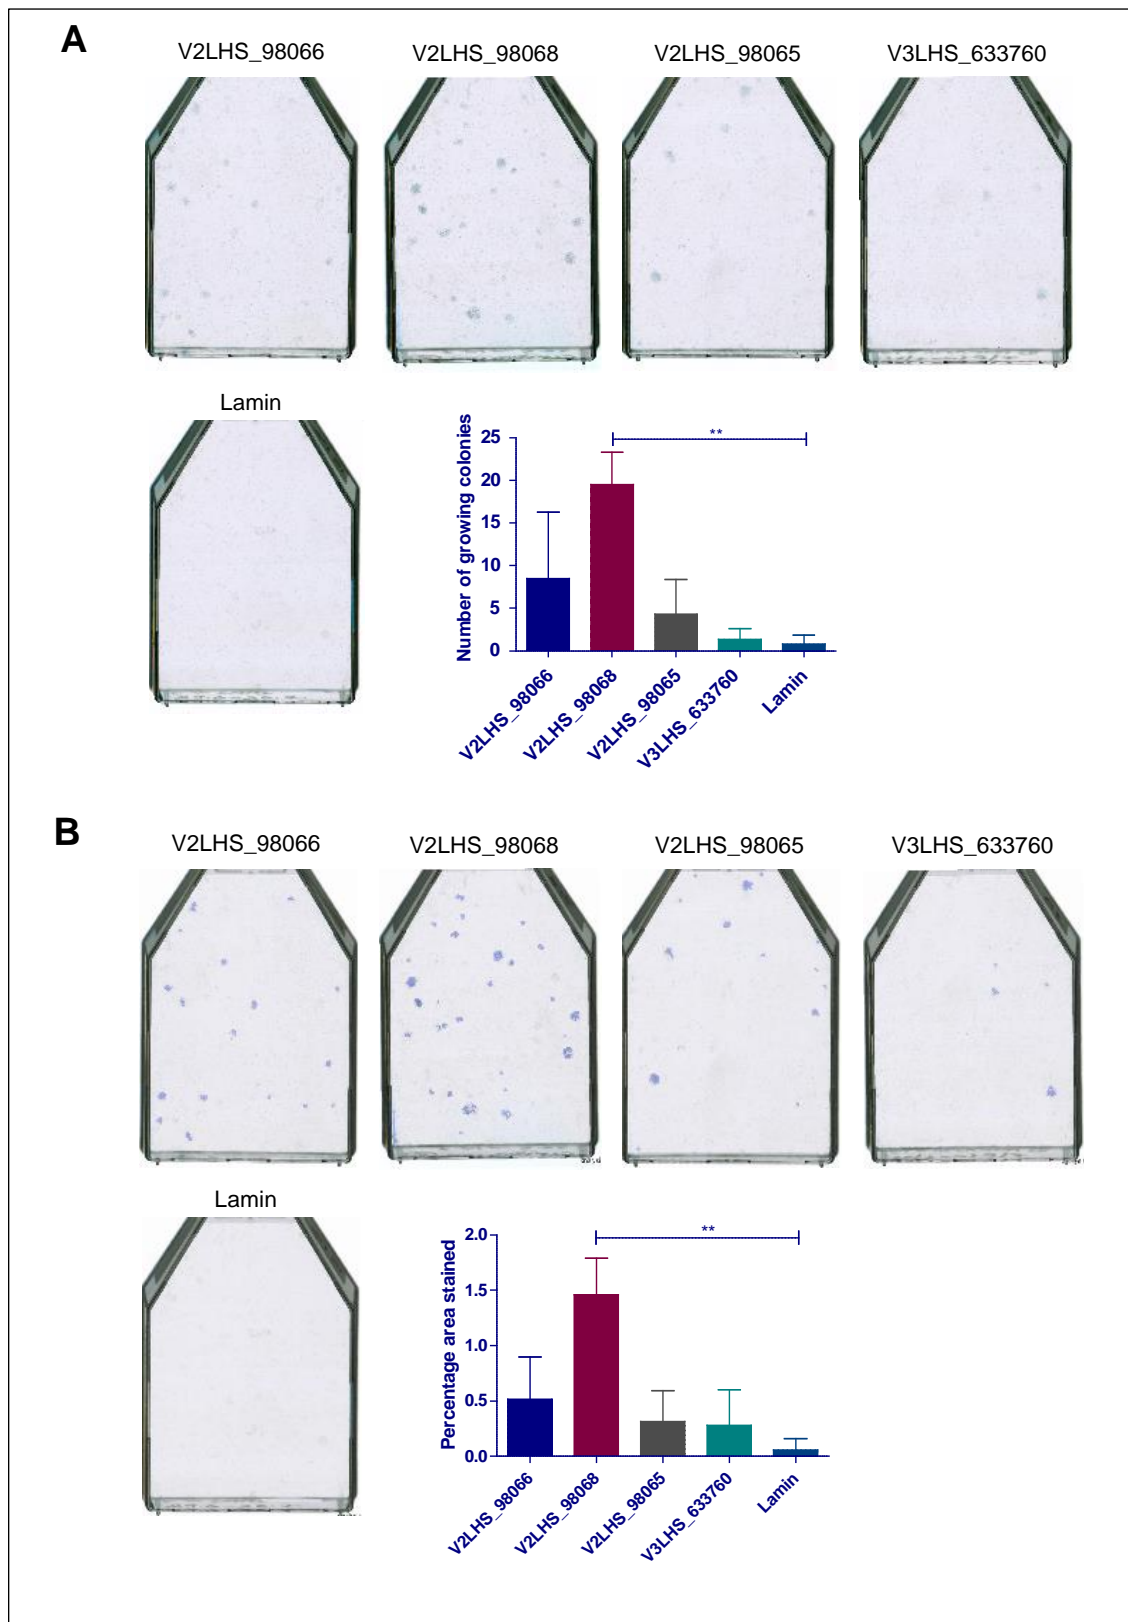 A
V2LHS_98066
V2LHS_98068
V2LHS_98065
V3LHS_633760
Lamin
Number of growing colonies
25
20
15
10
5
0
**
V2LHS_98066
V2LHS_98068
V2LHS_98065
V3LHS_633760
Lamin
B
V2LHS_98066
V2LHS_98068
V2LHS_98065
V3LHS_633760
Lamin
Percentage area stained
2.0
1.5
1.0
0.5
0.0
**
V2LHS_98066
V2LHS_98068
V2LHS_98065
V3LHS_633760
Lamin